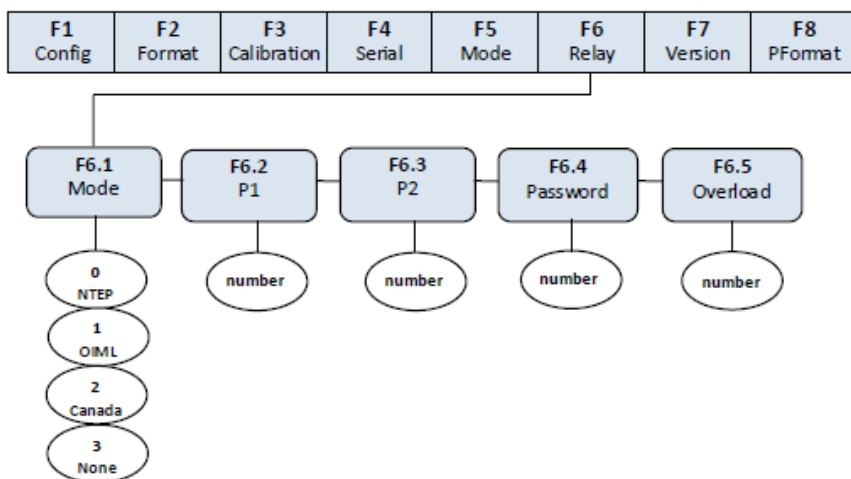 F1 F2 F3 F4 F5 F6 F7 F8
Config Format Calibration Serial Mode Relay Version PFormat
F6.1 F6.2 F6.3 F6.4 F6.5
Mode P1 P2 Password Overload
0
NTEP
number number number number
1
OIML
2
Canada
3
None